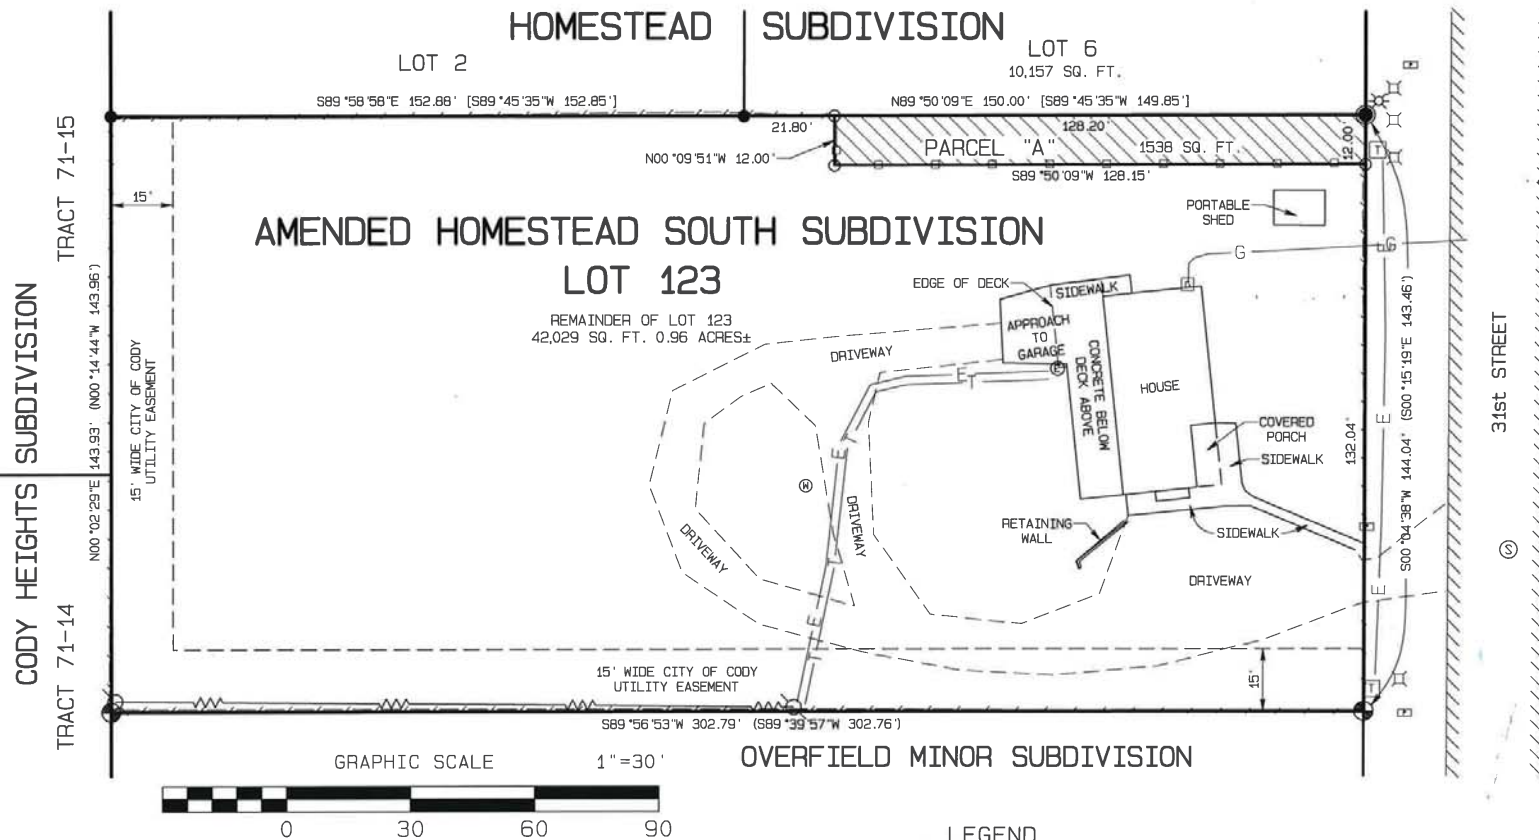 HOMESTEAD SUBDIVISION
LOT 2
LOT 6
10,157 SQ. FT.
S89°58'58"E 152.88' [S89°45'35"W 152.85']
N89°50'09"E 150.00' [S89°45'35"W 149.85']
21.80'
128.20'
PARCEL "A"
1538 SQ. FT.
12.00'
N00°09'51"W 12.00'
S89°50'09"W 128.15'
TRACT 71-15
15'
T
PORTABLE
SHED
AMENDED HOMESTEAD SOUTH SUBDIVISION
LOT 123
REMAINDER OF LOT 123
42,029 SQ. FT. 0.96 ACRES±
G
G
EDGE OF DECK
SIDEWALK
APPROACH
TO
GARAGE
DRIVEWAY
E
T
E
CONCRETE BELOW
DECK ABOVE
HOUSE
COVERED
PORCH
SIDEWALK
CODY HEIGHTS SUBDIVISION
N00°02'29"E 143.93' (N00°14'44"W 143.96')
15' WIDE CITY OF CODY
UTILITY EASEMENT
132.04'
E
S00°04'38"W 144.04' (S00°15'19"E 143.46')
31st STREET
T
E
W
DRIVEWAY
DRIVEWAY
RETAINING
WALL
SIDEWALK
S
T
DRIVEWAY
E
E
T
TRACT 71-14
15' WIDE CITY OF CODY
UTILITY EASEMENT
15'
T
S89°56'53"W 302.79' (S89°39'57"W 302.76')
OVERFIELD MINOR SUBDIVISION
GRAPHIC SCALE 1"=30'
0 30 60 90
LEGEND